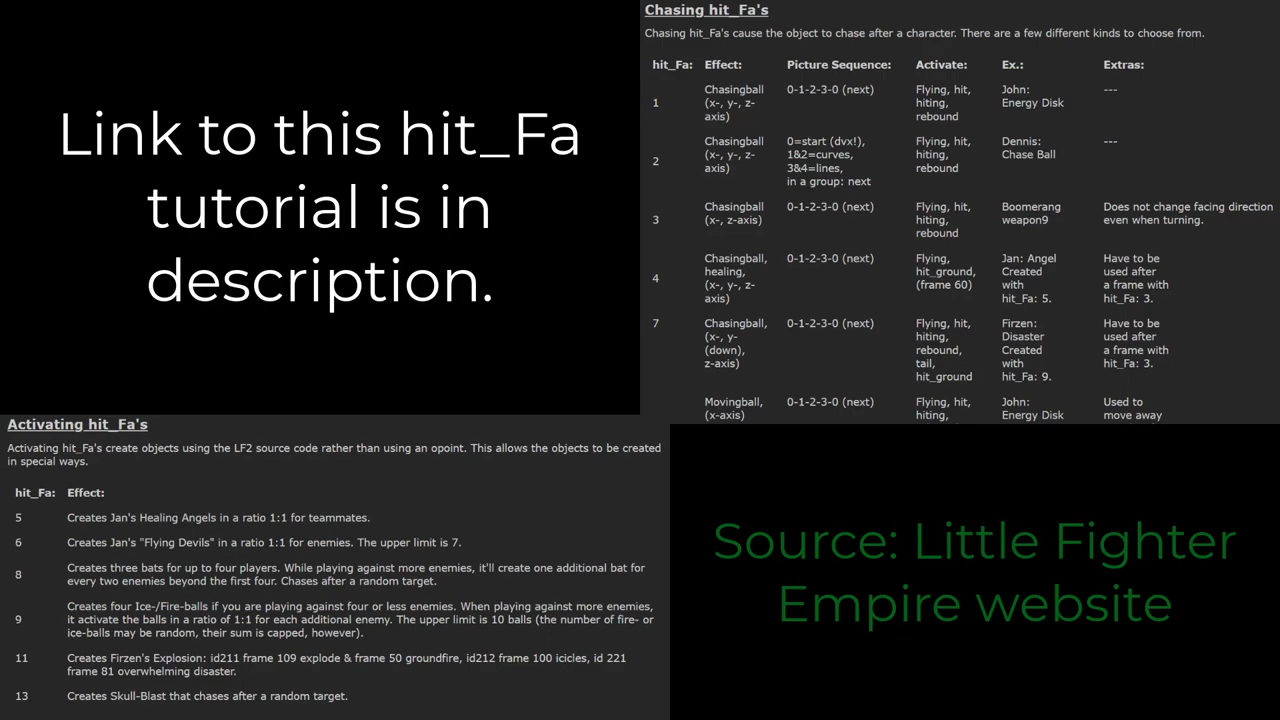 Link to this hit_Fa
tutorial is in
description.
Chasing hit_Fa's
Chasing hit_Fa's cause the object to chase after a character. There are a few different kinds to choose from.
hit_Fa: Effect: Picture Sequence: Activate: Ex.: Extras:
1
Chasingball
(x-, y-, z-
axis)
0-1-2-3-0 (next)
Flying, hit,
hiting,
rebound
John:
Energy Disk
---
2
Chasingball
(x-, y-, z-
axis)
0=start (dvx!),
1&2=curves,
3&4=lines,
in a group: next
Flying, hit,
hiting,
rebound
Dennis:
Chase Ball
---
3
Chasingball
(x-, z-axis)
0-1-2-3-0 (next)
Flying, hit,
hiting,
rebound
Boomerang
weapon9
Does not change facing direction
even when turning.
4
Chasingball,
healing,
(x-, y-, z-
axis)
0-1-2-3-0 (next)
Flying,
hit_ground,
(frame 60)
Jan: Angel
Created
with
hit_Fa: 5.
Have to be
used after
a frame with
hit_Fa: 3.
7
Chasingball,
(x-, y-
(down),
z-axis)
0-1-2-3-0 (next)
Flying, hit,
hiting,
rebound,
tail,
hit_ground
Firzen:
Disaster
Created
with
hit_Fa: 9.
Have to be
used after
a frame with
hit_Fa: 3.
Movingball,
(x-axis)
0-1-2-3-0 (next)
Flying, hit,
hiting,
John:
Energy Disk
Used to
move away
Activating hit_Fa's
Activating hit_Fa's create objects using the LF2 source code rather than using an opoint. This allows the objects to be created
in special ways.
hit_Fa: Effect:
5 Creates Jan's Healing Angels in a ratio 1:1 for teammates.
6 Creates Jan's "Flying Devils" in a ratio 1:1 for enemies. The upper limit is 7.
8
Creates three bats for up to four players. While playing against more enemies, it'll create one additional bat for
every two enemies beyond the first four. Chases after a random target.
9
Creates four Ice-/Fire-balls if you are playing against four or less enemies. When playing against more enemies,
it activate the balls in a ratio of 1:1 for each additional enemy. The upper limit is 10 balls (the number of fire- or
ice-balls may be random, their sum is capped, however).
11 Creates Firzen's Explosion: id211 frame 109 explode & frame 50 groundfire, id212 frame 100 icicles, id 221
frame 81 overwhelming disaster.
13 Creates Skull-Blast that chases after a random target.
Source: Little Fighter
Empire website